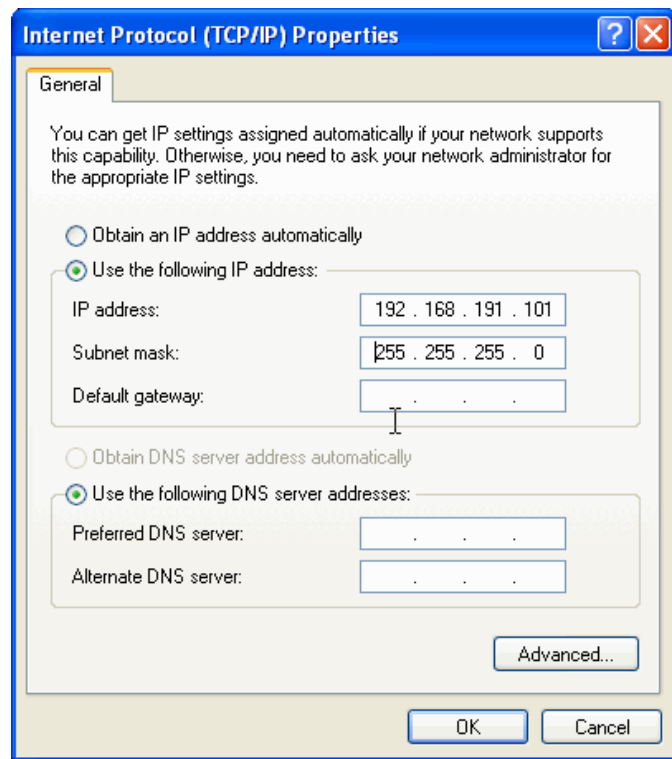 Internet Protocol (TCP/IP) Properties
General
You can get IP settings assigned automatically if your network supports
this capability. Otherwise, you need to ask your network administrator for
the appropriate IP settings.
Obtain an IP address automatically
Use the following IP address:
IP address: 192 . 168 . 191 . 101
Subnet mask: 255 . 255 . 255 . 0
Default gateway: . . .
Obtain DNS server address automatically
Use the following DNS server addresses:
Preferred DNS server: . . .
Alternate DNS server: . . .
Advanced...
OK Cancel